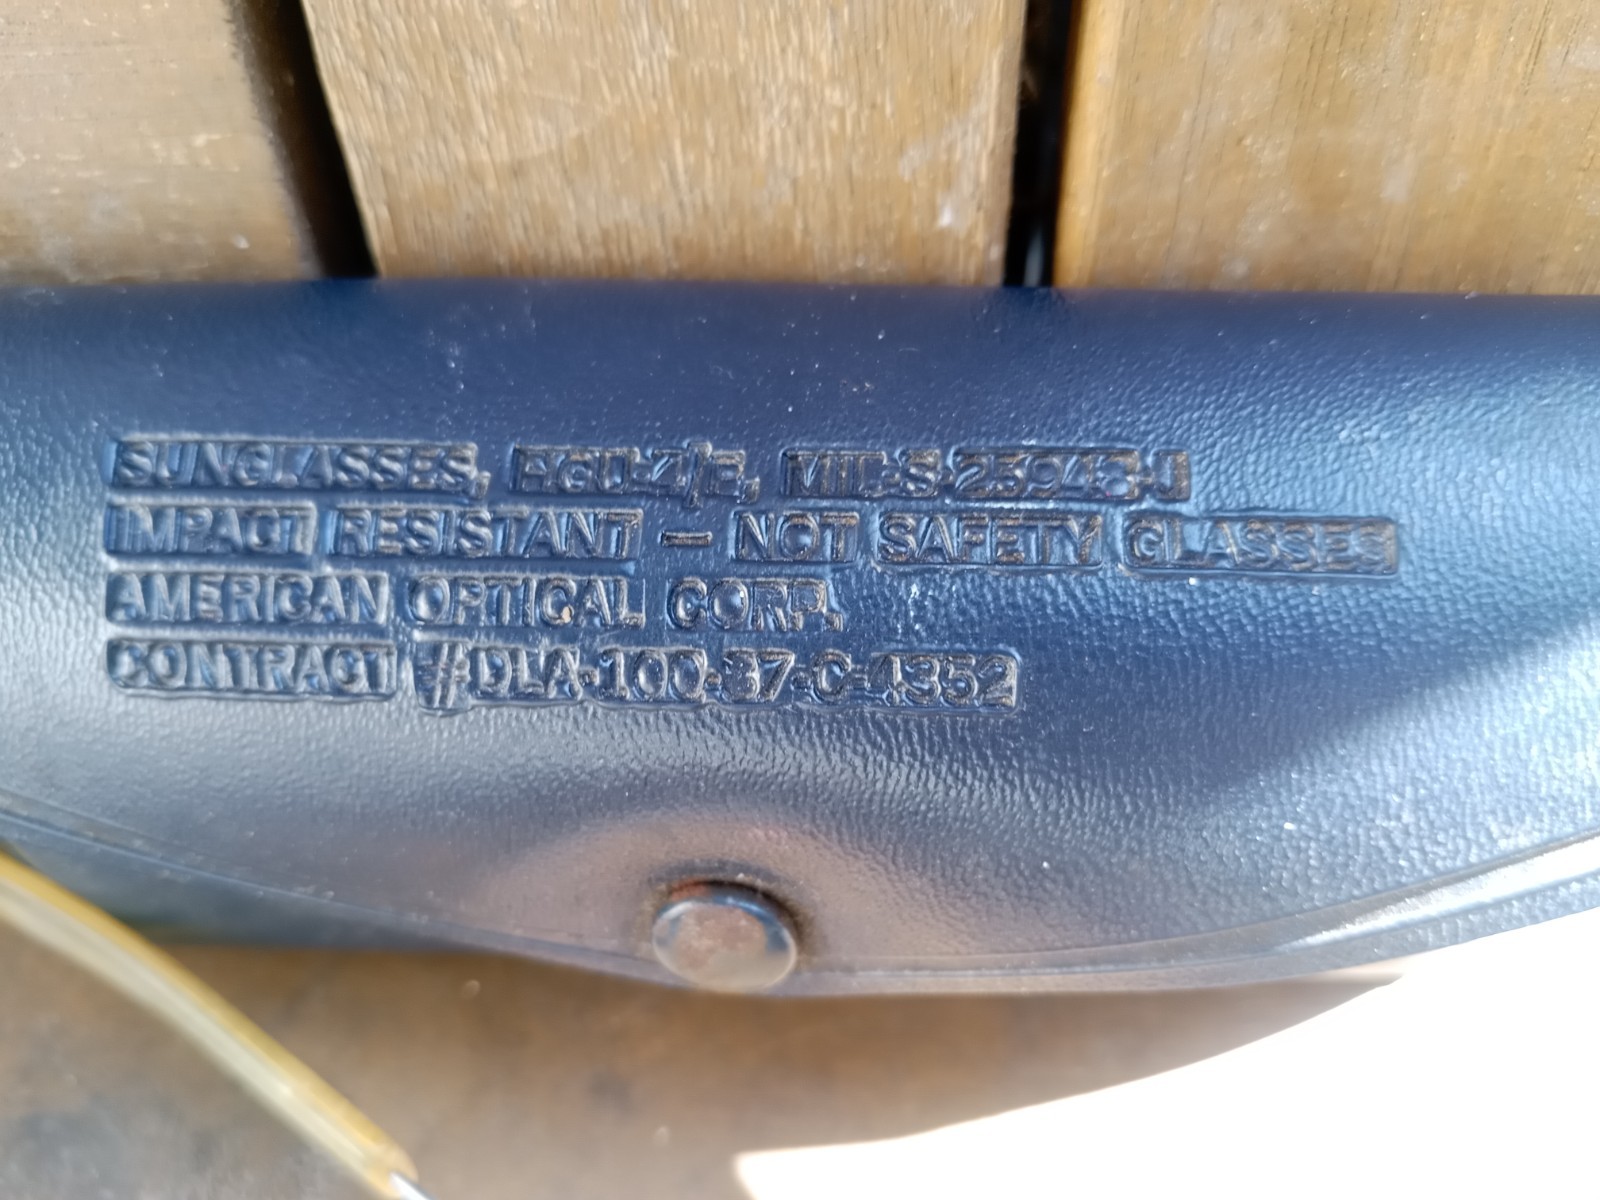 SUNGLASSES, HGU-4/P, MIL-S-25948-J
IMPACT RESISTANT — NOT SAFETY GLASSES
AMERICAN OPTICAL CORP.
CONTRACT #DLA-100-87-C-4352